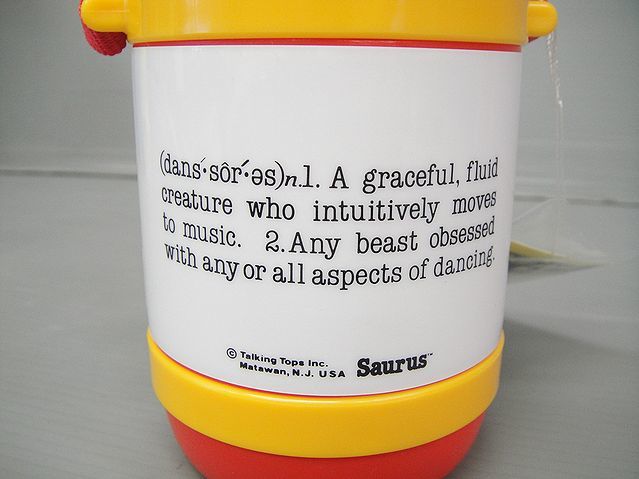 (dans′·sôr′·əs)n.1. A graceful, fluid
creature who intuitively moves
to music. 2.Any beast obsessed
with any or all aspects of dancing.
© Talking Tops Inc.
Matawan, N.J. USA
Saurus™